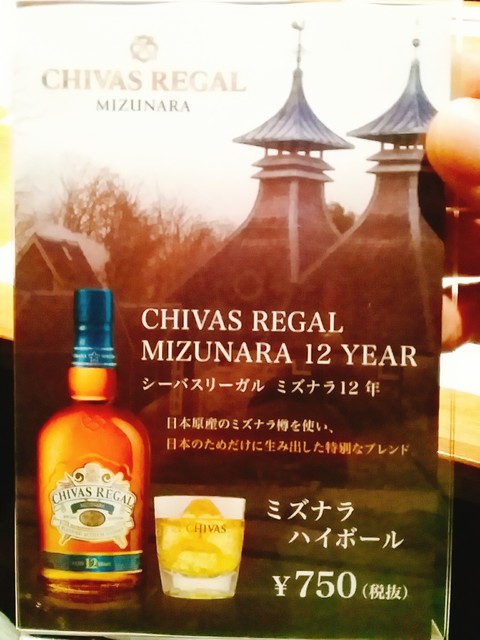 CHIVAS REGAL
MIZUNARA
CHIVAS REGAL
MIZUNARA 12 YEAR
シーバスリーガル ミズナラ12年
日本原産のミズナラ樽を使い、
日本のためだけに生み出した特別なブレンド
CHIVAS REGAL
12
CHIVAS
ミズナラ
ハイボール
¥750(税抜)